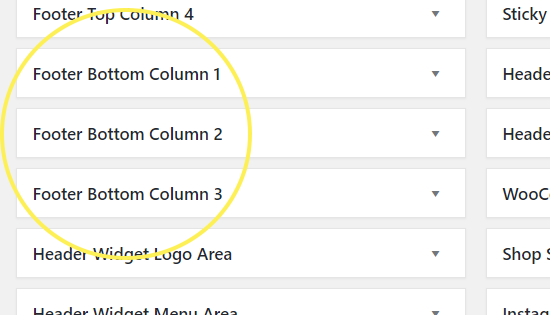 Footer Top Column 4
Footer Bottom Column 1
Footer Bottom Column 2
Footer Bottom Column 3
Header Widget Logo Area
Header Widget Menu Area
Sticky
Heade
Heade
WooCo
Shop S
Instag